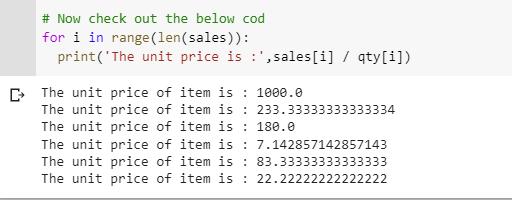 # Now check out the below cod
for i in range(len(sales)):
print('The unit price is :',sales[i] / qty[i])
The unit price of item is : 1000.0
The unit price of item is : 233.33333333333334
The unit price of item is : 180.0
The unit price of item is : 7.142857142857143
The unit price of item is : 83.33333333333333
The unit price of item is : 22.22222222222222